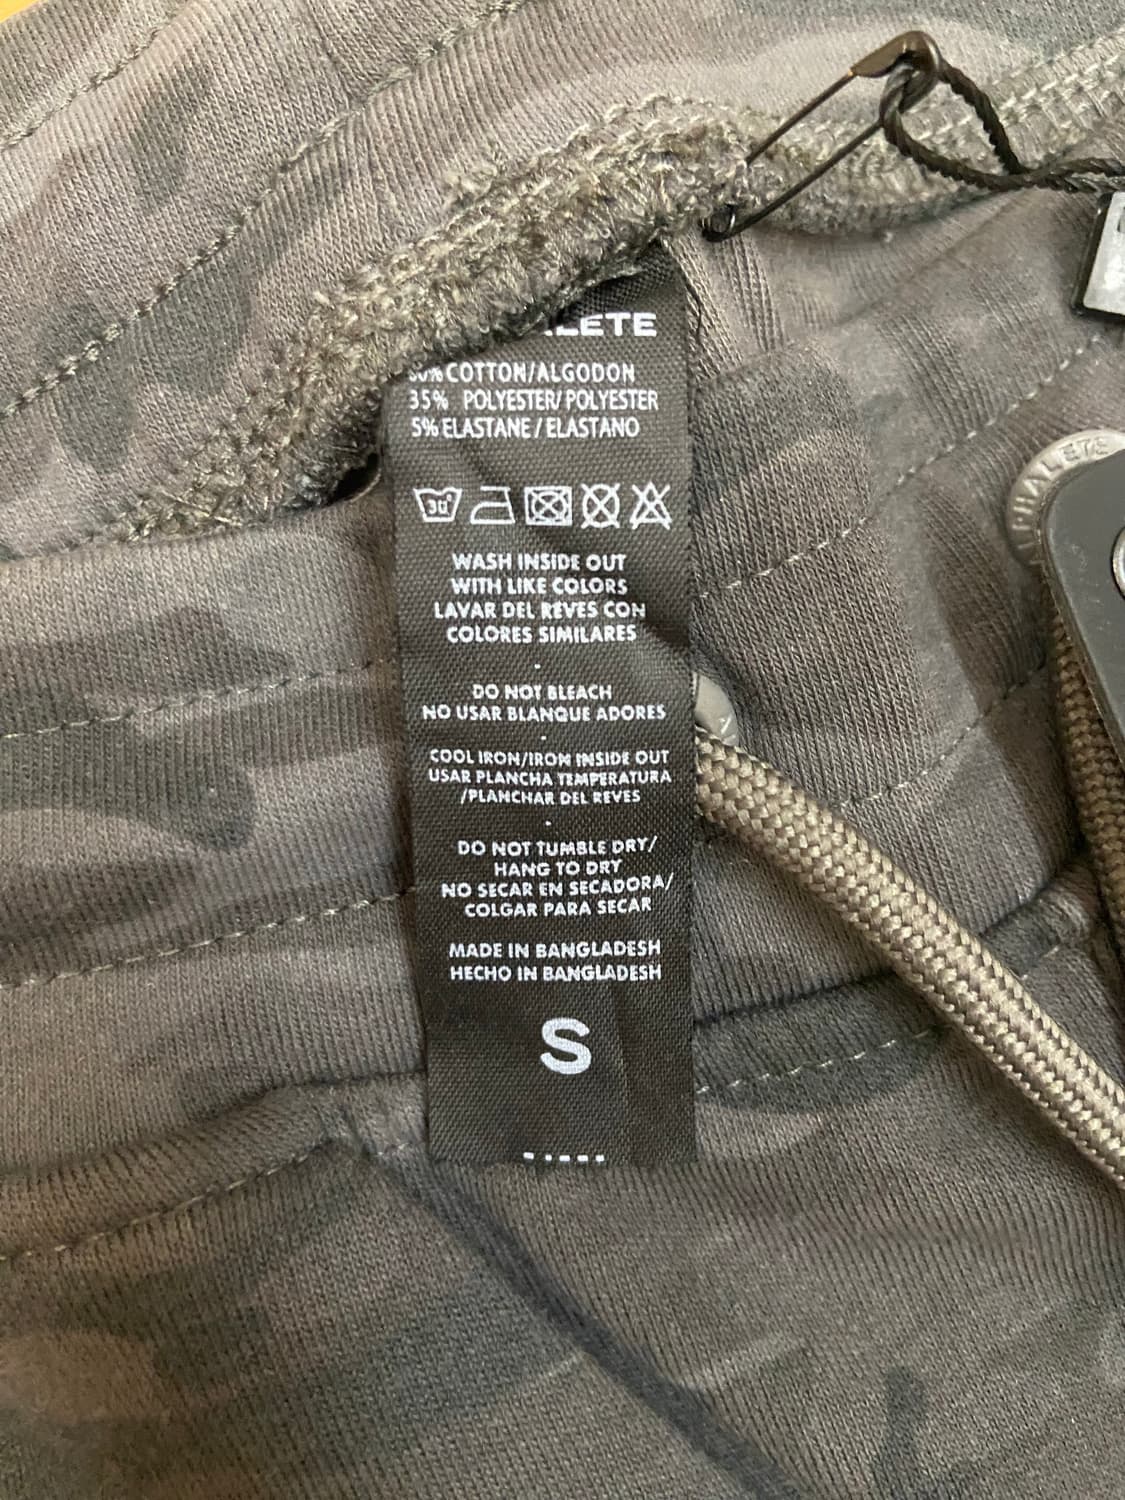 60% COTTON/ALGODON
35% POLYESTER/POLYESTER
5% ELASTANE/ELASTANO
30°
WASH INSIDE OUT
WITH LIKE COLORS
LAVAR DEL REVES CON
COLORES SIMILARES
.
DO NOT BLEACH
NO USAR BLANQUE ADORES
.
COOL IRON/IRON INSIDE OUT
USAR PLANCHA TEMPERATURA
/PLANCHAR DEL REVES
.
DO NOT TUMBLE DRY/
HANG TO DRY
NO SECAR EN SECADORA/
COLGAR PARA SECAR
MADE IN BANGLADESH
HECHO IN BANGLADESH
S
ALPHALETE